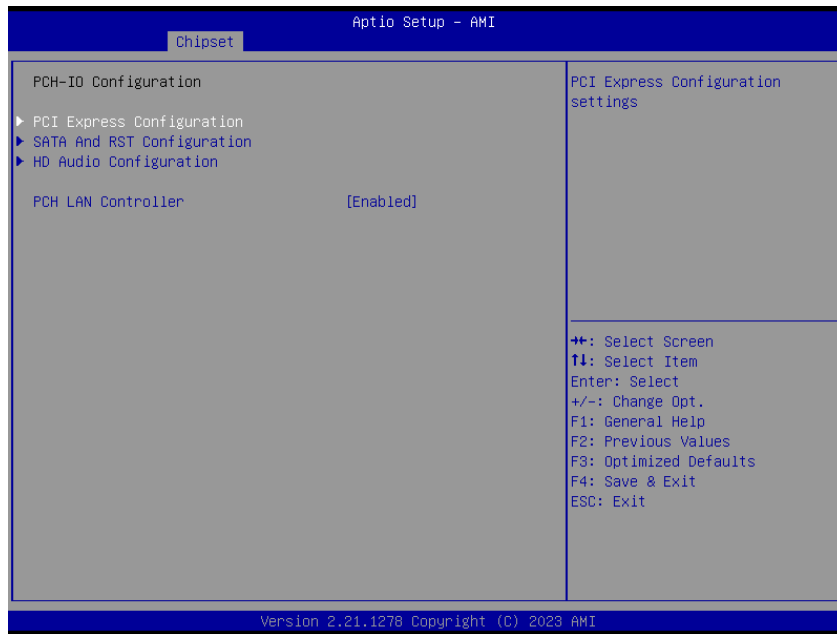 Aptio Setup – AMI
Chipset
PCH-IO Configuration
PCI Express Configuration
SATA And RST Configuration
HD Audio Configuration
PCH LAN Controller [Enabled]
PCI Express Configuration
settings
→←: Select Screen
↑↓: Select Item
Enter: Select
+/-: Change Opt.
F1: General Help
F2: Previous Values
F3: Optimized Defaults
F4: Save & Exit
ESC: Exit
Version 2.21.1278 Copyright (C) 2023 AMI